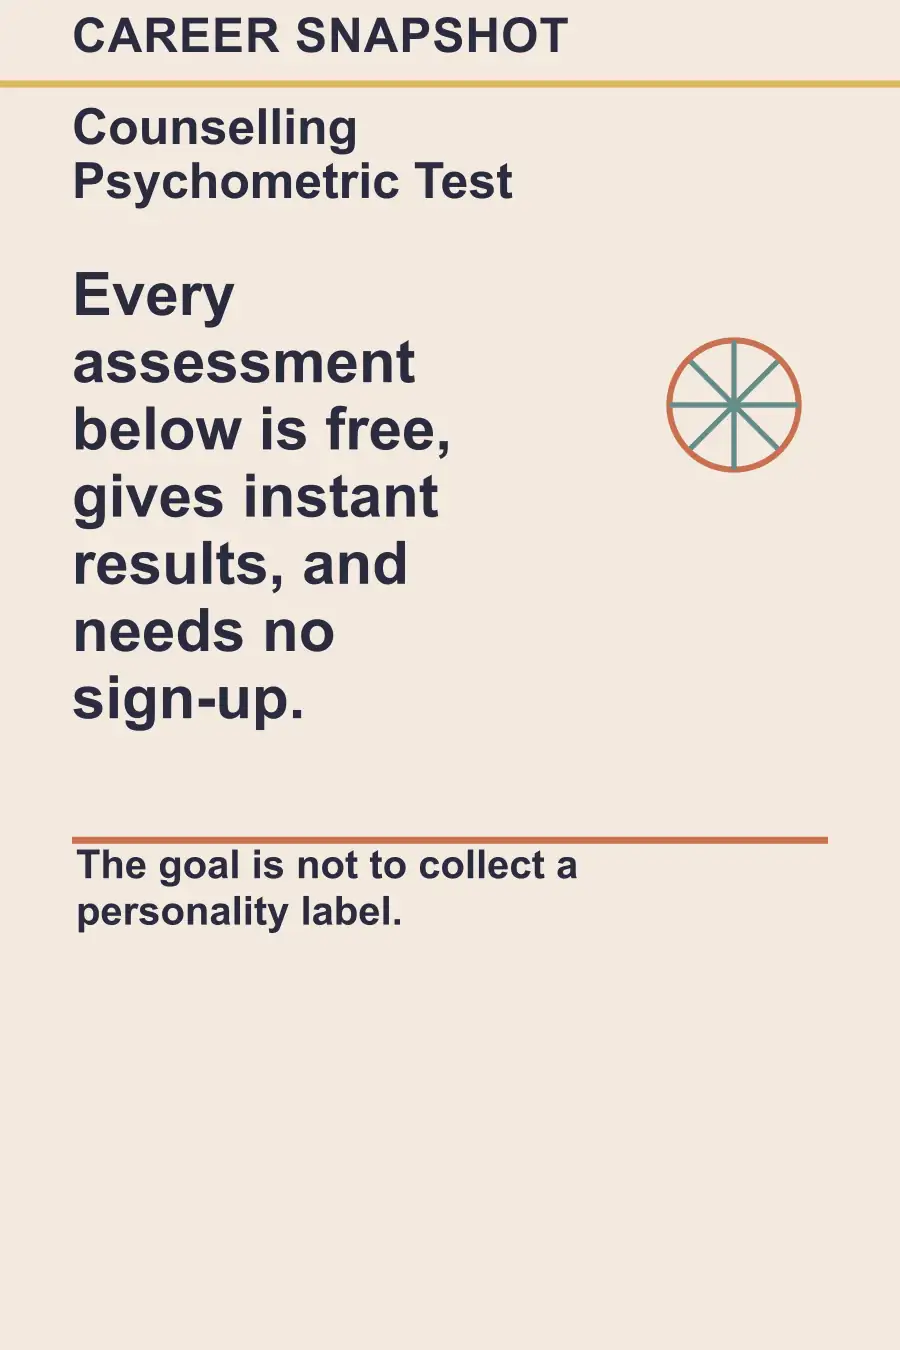 CAREER SNAPSHOT
Counselling
Psychometric Test
Every
assessment
below is free,
gives instant
results, and
needs no
sign-up.
The goal is not to collect a
personality label.